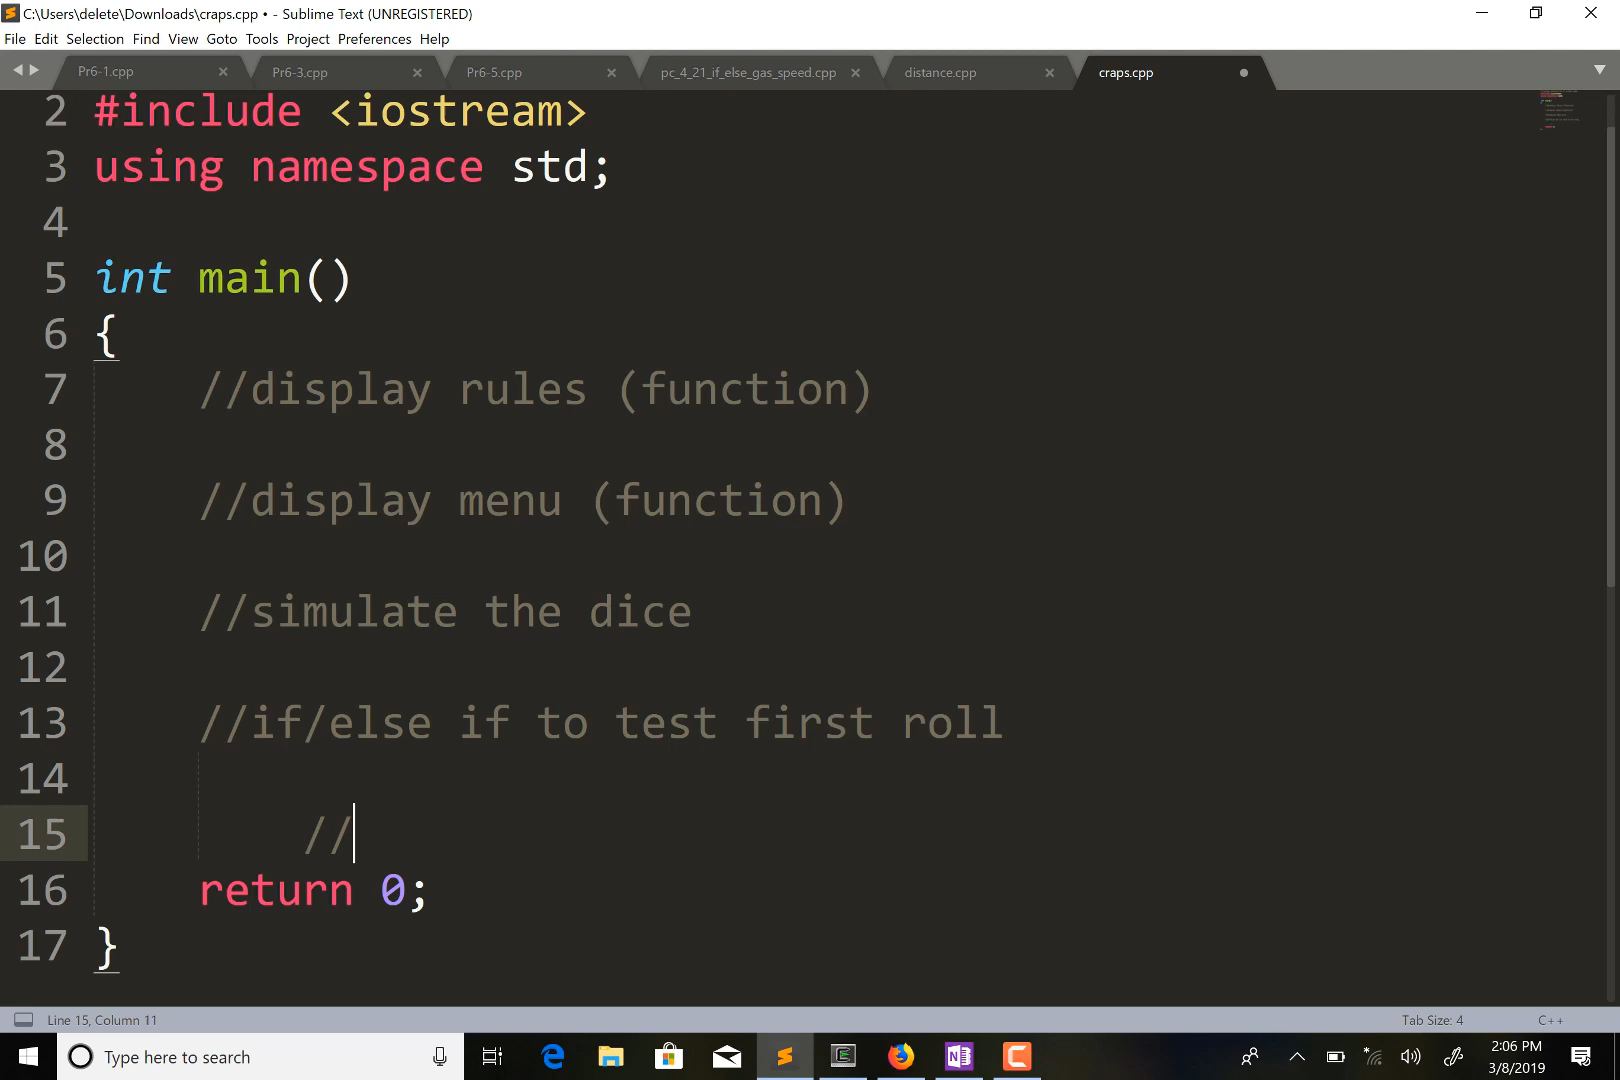 C:\Users\delete\Downloads\craps.cpp • - Sublime Text (UNREGISTERED)
File Edit Selection Find View Goto Tools Project Preferences Help
Pr6-1.cpp Pr6-3.cpp Pr6-5.cpp pc_4_21_if_else_gas_speed.cpp distance.cpp craps.cpp
2 #include <iostream>
3 using namespace std;
4
5 int main()
6 {
7 //display rules (function)
8
9 //display menu (function)
10
11 //simulate the dice
12
13 //if/else if to test first roll
14
15 //
16 return 0;
17 }
Line 15, Column 11 Tab Size: 4 C++
Type here to search
2:06 PM
3/8/2019